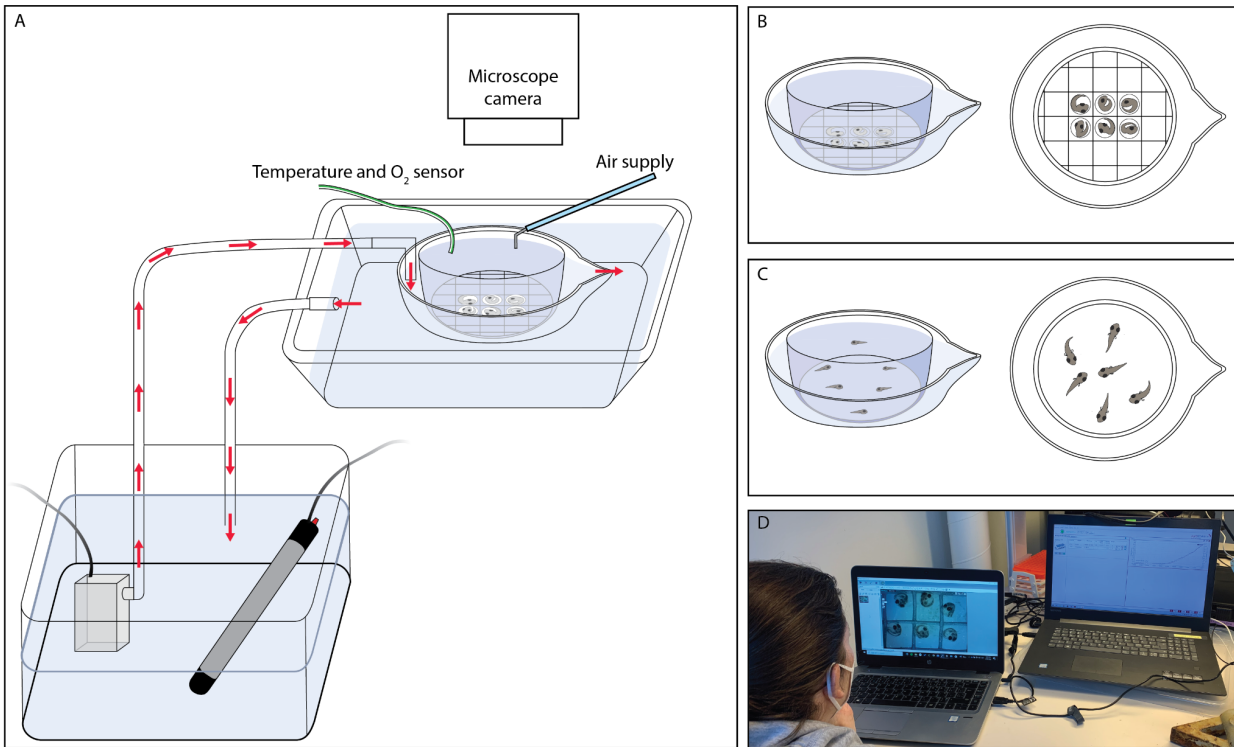 A
Microscope
camera
Temperature and O₂ sensor
Air supply
B
C
D